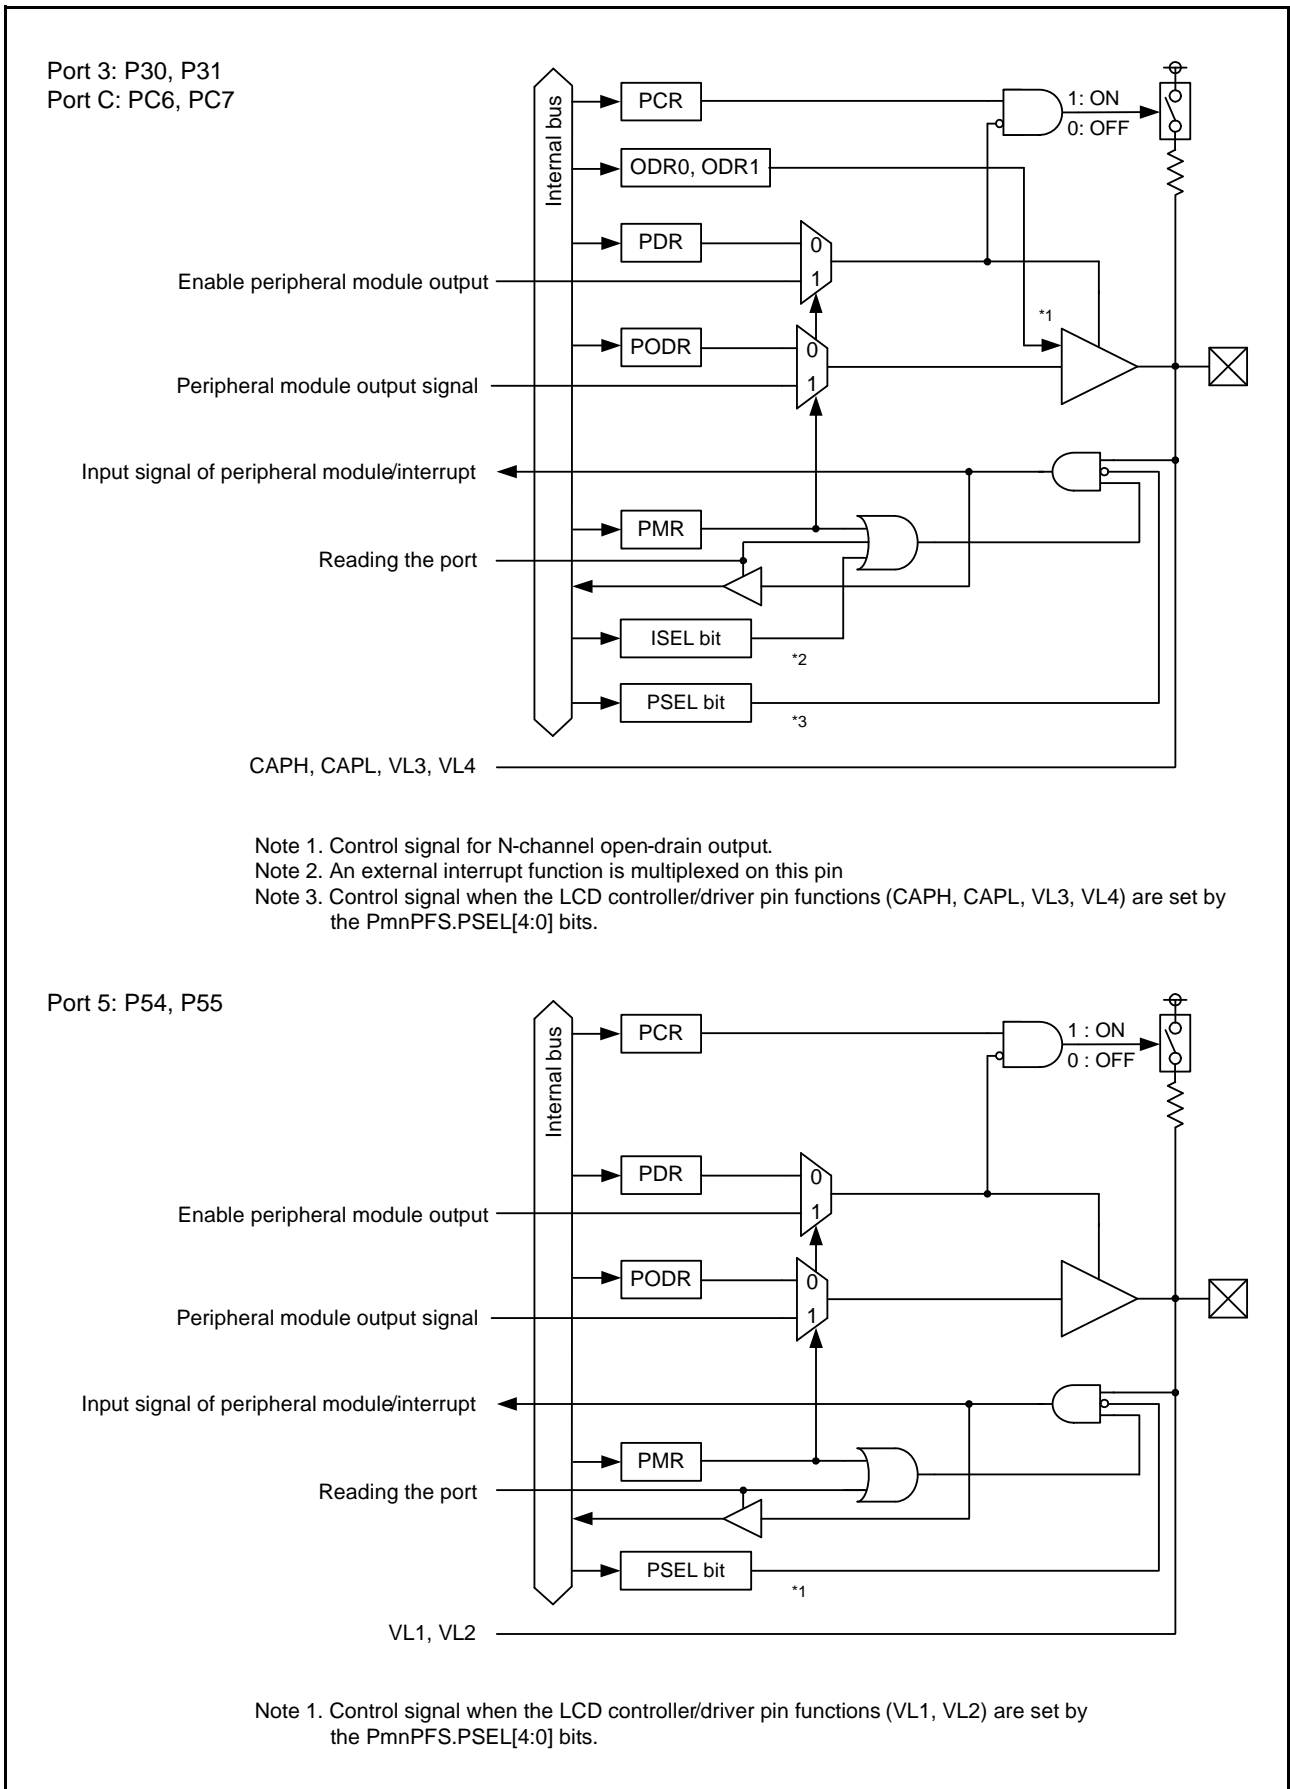 Port 3: P30, P31
Port C: PC6, PC7
Internal bus
PCR
1: ON
0: OFF
ODR0, ODR1
PDR
0
1
Enable peripheral module output
*1
PODR
0
1
Peripheral module output signal
Input signal of peripheral module/interrupt
PMR
Reading the port
ISEL bit
*2
PSEL bit
*3
CAPH, CAPL, VL3, VL4
Note 1. Control signal for N-channel open-drain output.
Note 2. An external interrupt function is multiplexed on this pin
Note 3. Control signal when the LCD controller/driver pin functions (CAPH, CAPL, VL3, VL4) are set by
the PmnPFS.PSEL[4:0] bits.
Port 5: P54, P55
Internal bus
PCR
1 : ON
0 : OFF
PDR
0
1
Enable peripheral module output
PODR
0
1
Peripheral module output signal
Input signal of peripheral module/interrupt
PMR
Reading the port
PSEL bit
*1
VL1, VL2
Note 1. Control signal when the LCD controller/driver pin functions (VL1, VL2) are set by
the PmnPFS.PSEL[4:0] bits.